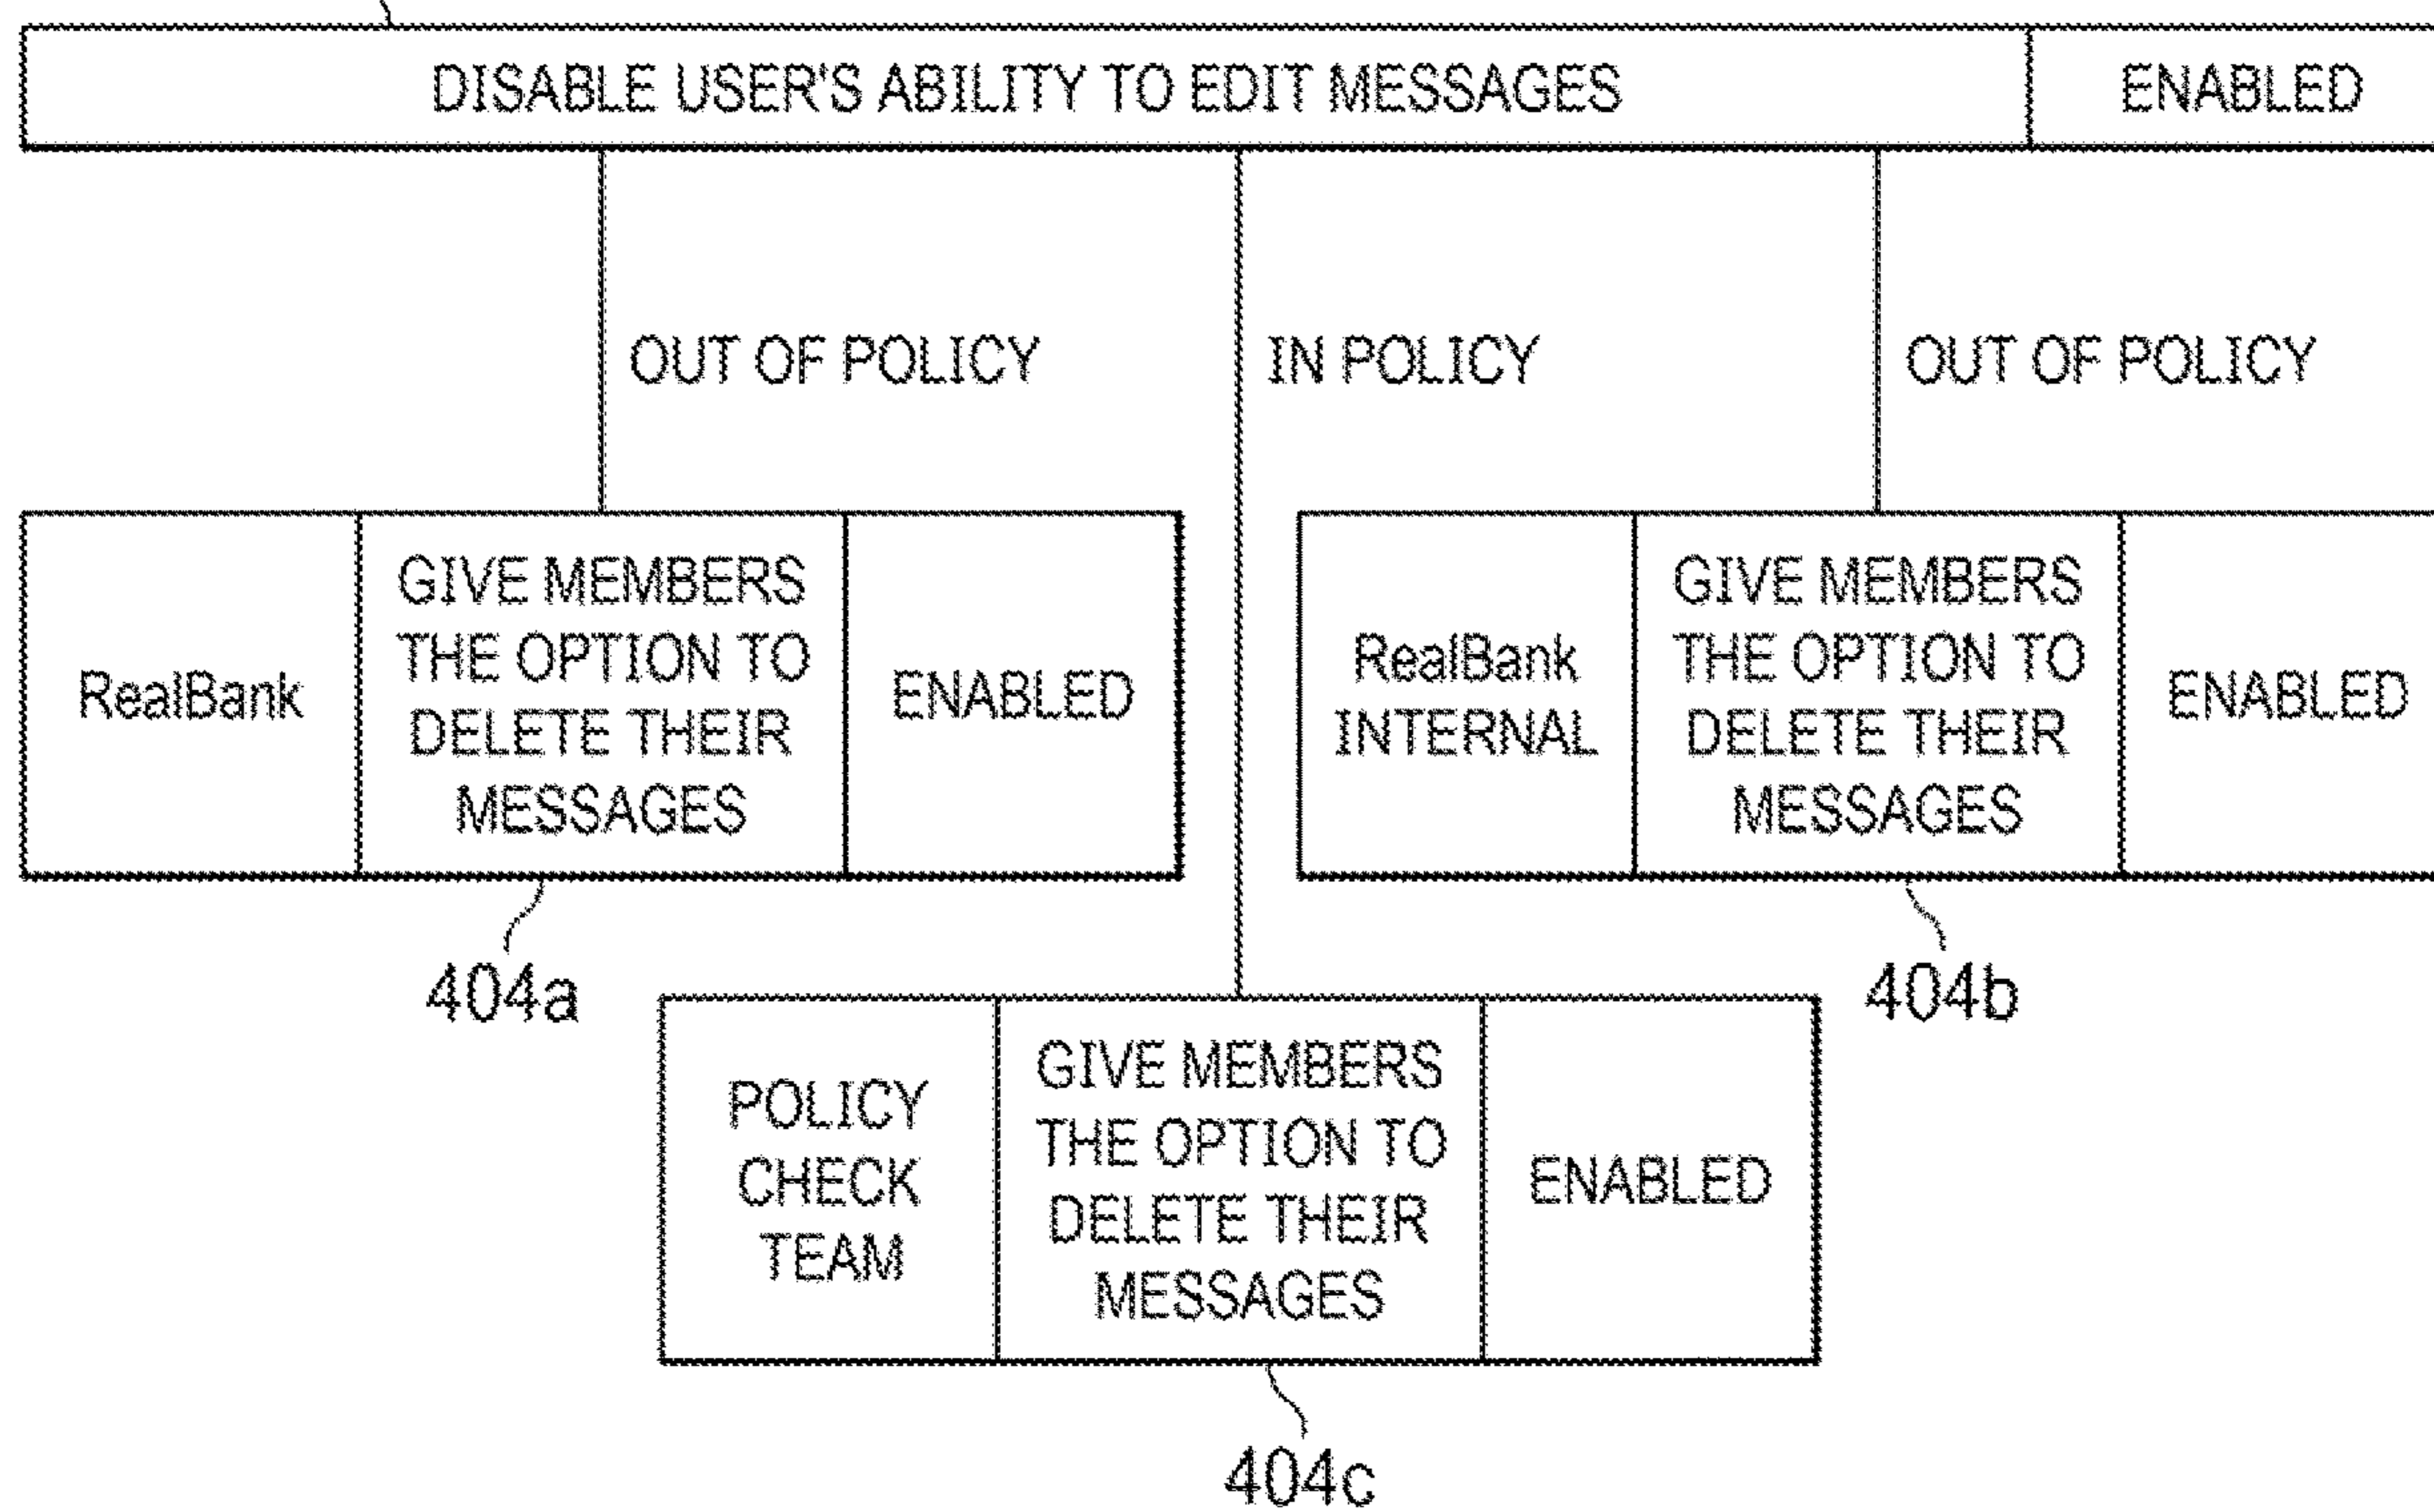 DISABLE USER'S ABILITY TO EDIT MESSAGES
ENABLED
OUT OF POLICY
IN POLICY
OUT OF POLICY
RealBank
GIVE MEMBERS
THE OPTION TO
DELETE THEIR
MESSAGES
ENABLED
RealBank
INTERNAL
GIVE MEMBERS
THE OPTION TO
DELETE THEIR
MESSAGES
ENABLED
404a
404b
POLICY
CHECK
TEAM
GIVE MEMBERS
THE OPTION TO
DELETE THEIR
MESSAGES
ENABLED
404c